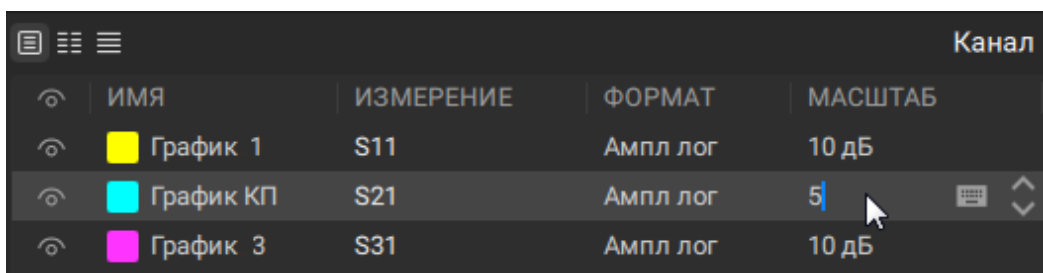 Канал
ИМЯ ИЗМЕРЕНИЕ ФОРМАТ МАСШТАБ
График 1 S11 Ампл лог 10 дБ
График КП S21 Ампл лог 5
График 3 S31 Ампл лог 10 дБ